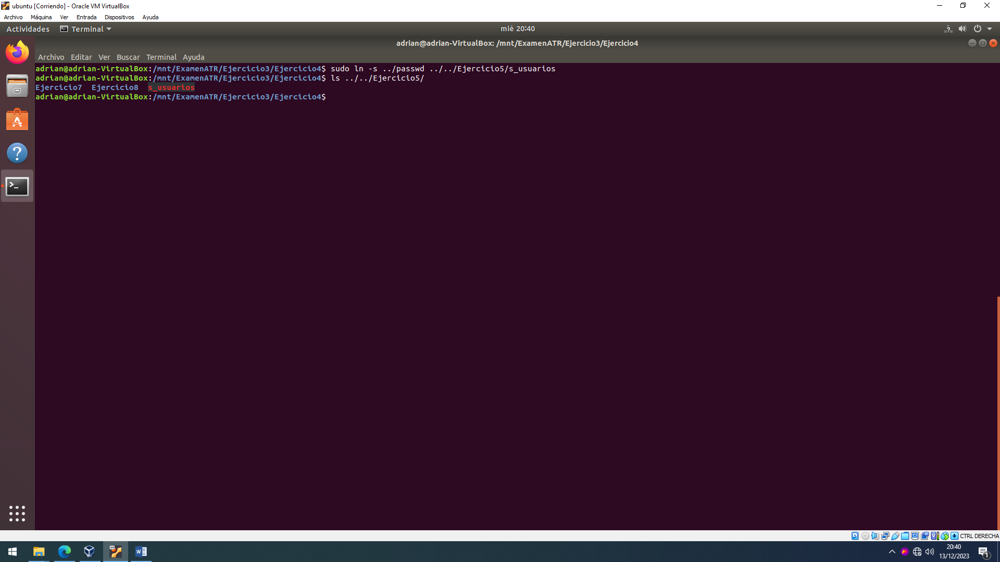 ubuntu [Corriendo] - Oracle VM VirtualBox
Archivo Máquina Ver Entrada Dispositivos Ayuda
Actividades Terminal mié 20:40
adrian@adrian-VirtualBox: /mnt/ExamenATR/Ejercicio3/Ejercicio4
Archivo Editar Ver Buscar Terminal Ayuda
adrian@adrian-VirtualBox:/mnt/ExamenATR/Ejercicio3/Ejercicio4$ sudo ln -s ../passwd ../../Ejercicio5/s_usuarios
adrian@adrian-VirtualBox:/mnt/ExamenATR/Ejercicio3/Ejercicio4$ ls ../../Ejercicio5/
Ejercicio7 Ejercicio8 s_usuarios
adrian@adrian-VirtualBox:/mnt/ExamenATR/Ejercicio3/Ejercicio4$
CTRL DERECHA
20:40
13/12/2023
1